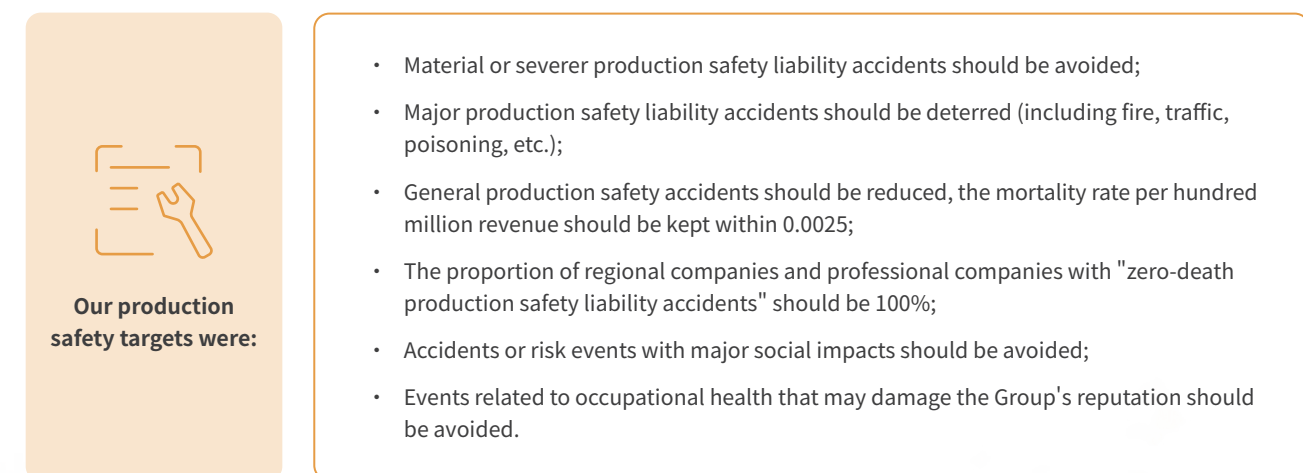 Our production
safety targets were:
• Material or severer production safety liability accidents should be avoided;
• Major production safety liability accidents should be deterred (including fire, traffic,
poisoning, etc.);
• General production safety accidents should be reduced, the mortality rate per hundred
million revenue should be kept within 0.0025;
• The proportion of regional companies and professional companies with "zero-death
production safety liability accidents" should be 100%;
• Accidents or risk events with major social impacts should be avoided;
• Events related to occupational health that may damage the Group's reputation should
be avoided.